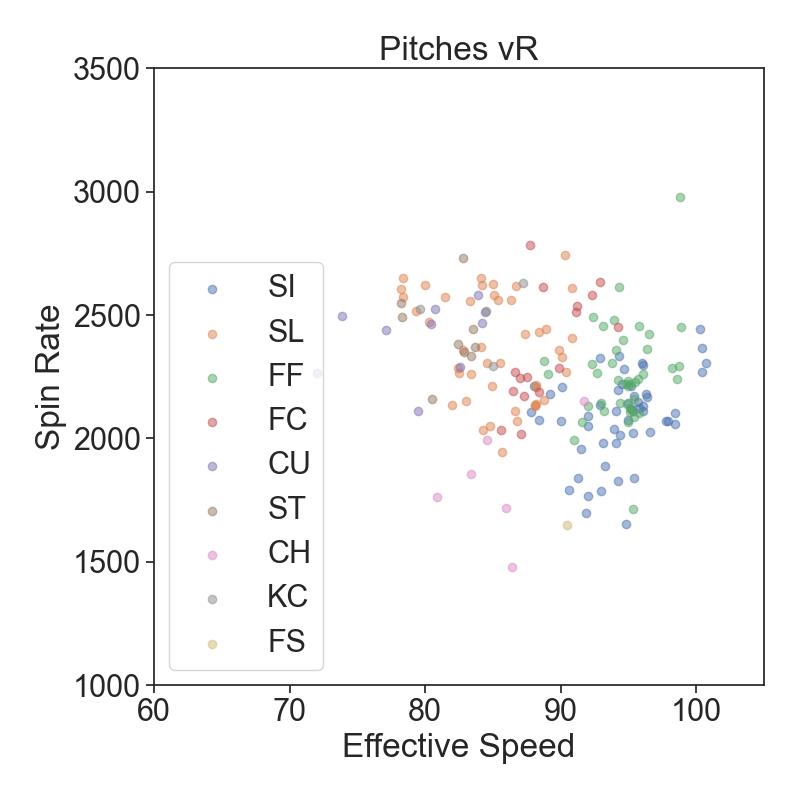 Pitches vR
3500
3000
2500
2000
1500
1000
Spin Rate
SI
SL
FF
FC
CU
ST
CH
KC
FS
60 70 80 90 100
Effective Speed